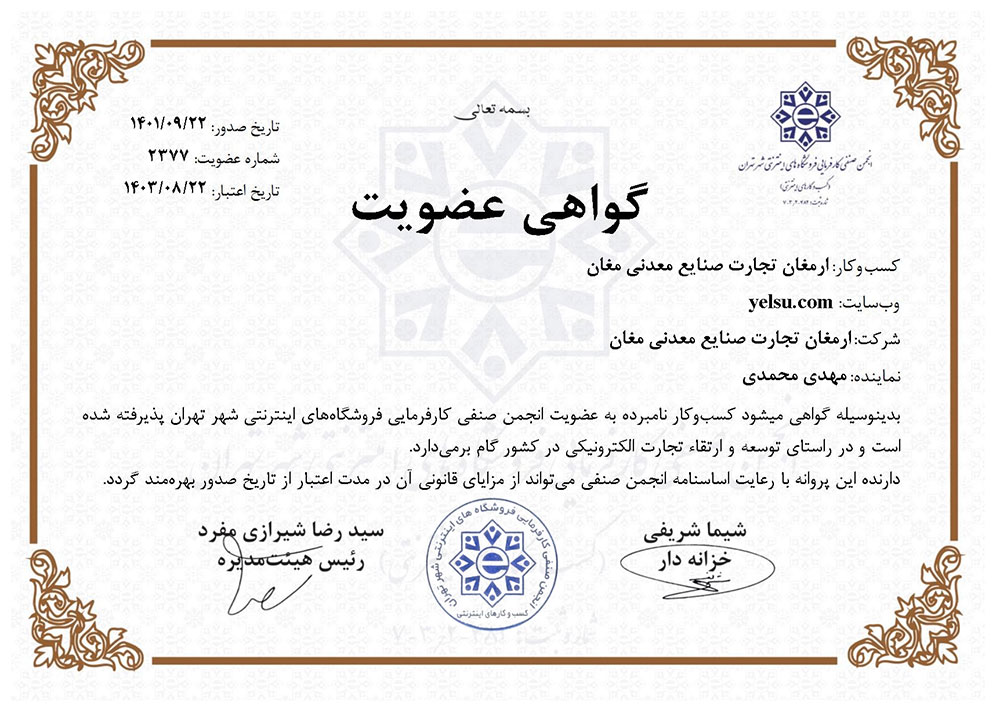 بسمه تعالی
انجمن صنفی کارفرمایی فروشگاه‌های اینترنتی شهر تهران
(کسب و کارهای اینترنتی)
تاریخ صدور: ۱۴۰۱/۰۹/۲۲
شماره عضویت: ۲۳۷۷
تاریخ اعتبار: ۱۴۰۳/۰۸/۲۲
گواهی عضویت
کسب‌وکار: ارمغان تجارت صنایع معدنی مغان
وب‌سایت: yelsu.com
شرکت: ارمغان تجارت صنایع معدنی مغان
نماینده: مهدی محمدی
بدینوسیله گواهی میشود کسب‌وکار نامبرده به عضویت انجمن صنفی کارفرمایی فروشگاه‌های اینترنتی شهر تهران پذیرفته شده
است و در راستای توسعه و ارتقاء تجارت الکترونیکی در کشور گام برمی‌دارد.
دارنده این پروانه با رعایت اساسنامه انجمن صنفی می‌تواند از مزایای قانونی آن در مدت اعتبار از تاریخ صدور بهره‌مند گردد.
شیما شریفی
خزانه دار
سید رضا شیرازی مفرد
رئیس هیئت‌مدیره
انجمن صنفی کارفرمایی فروشگاه های اینترنتی شهر تهران
کسب و کارهای اینترنتی